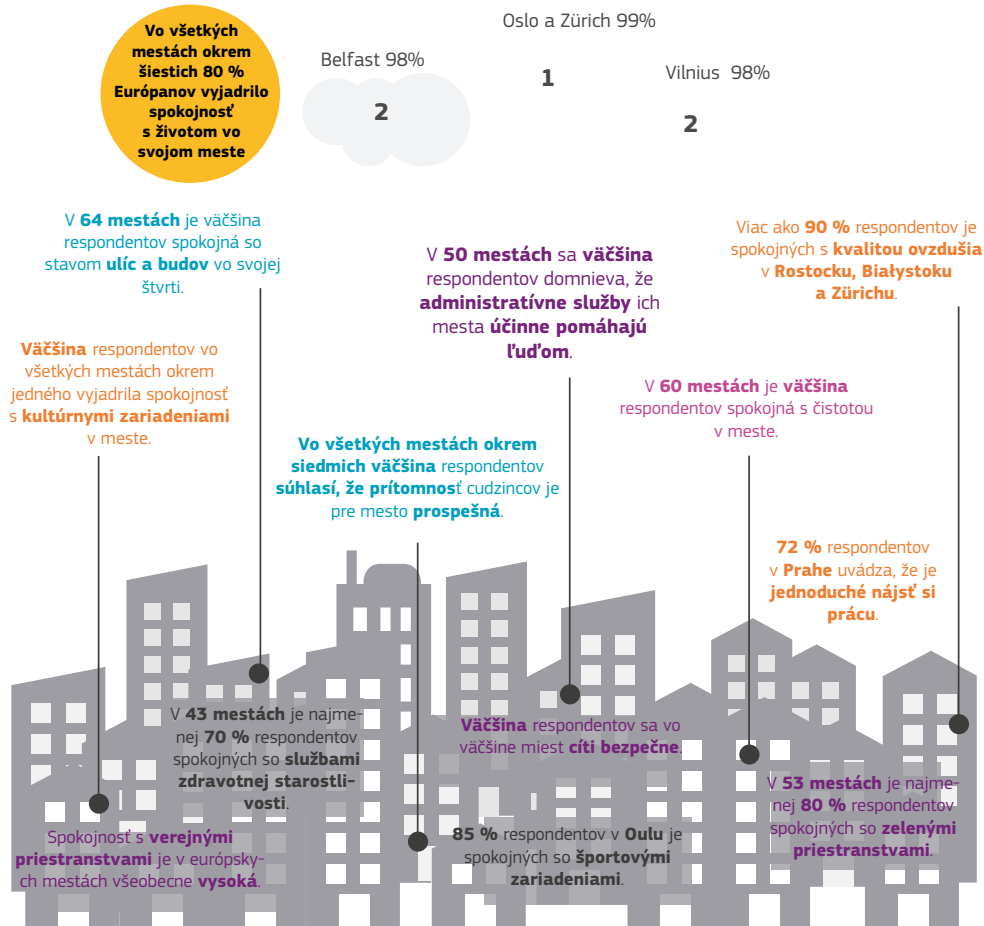 Vo všetkých
mestách okrem
šiestich 80 %
Európanov vyjadrilo
spokojnosť
s životom vo
svojom meste
Belfast 98%
2
Oslo a Zürich 99%
1
Vilnius 98%
2
V 64 mestách je väčšina
respondentov spokojná so
stavom ulíc a budov vo svojej
štvrti.
V 50 mestách sa väčšina
respondentov domnieva, že
administratívne služby ich
mesta účinne pomáhajú
ľuďom.
Viac ako 90 % respondentov je
spokojných s kvalitou ovzdušia
v Rostocku, Białystoku
a Zürichu.
Väčšina respondentov vo
všetkých mestách okrem
jedného vyjadrila spokojnosť
s kultúrnymi zariadeniami
v meste.
V 60 mestách je väčšina
respondentov spokojná s čistotou
v meste.
Vo všetkých mestách okrem
siedmich väčšina respondentov
súhlasí, že prítomnosť cudzincov je
pre mesto prospešná.
72 % respondentov
v Prahe uvádza, že je
jednoduché nájsť si
prácu.
V 43 mestách je najme-
nej 70 % respondentov
spokojných so službami
zdravotnej starostli-
vosti.
Väčšina respondentov sa vo
väčšine miest cíti bezpečne.
V 53 mestách je najme-
nej 80 % respondentov
spokojných so zelenými
priestranstvami.
Spokojnosť s verejnými
priestranstvami je v európsky-
ch mestách všeobecne vysoká.
85 % respondentov v Oulu je
spokojných so športovými
zariadeniami.